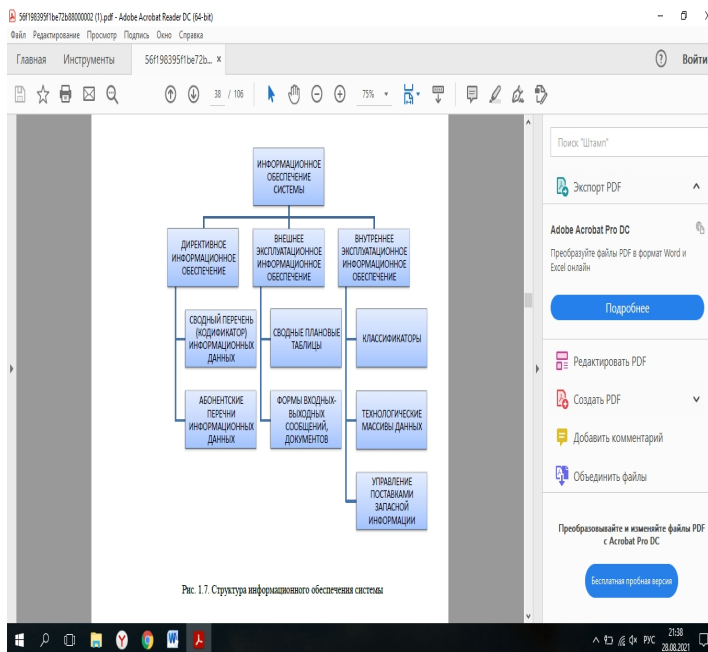 56f198395f1be72b88000002 (1).pdf - Adobe Acrobat Reader DC (64-bit)
Файл Редактирование Просмотр Подпись Окно Справка
Главная Инструменты 56f198395f1be72b... × ? Войти
38 / 106 75%
ИНФОРМАЦИОННОЕ
ОБЕСПЕЧЕНИЕ
СИСТЕМЫ
ДИРЕКТИВНОЕ
ИНФОРМАЦИОННОЕ
ОБЕСПЕЧЕНИЕ
ВНЕШНЕЕ
ЭКСПЛУАТАЦИОННОЕ
ИНФОРМАЦИОННОЕ
ОБЕСПЕЧЕНИЕ
ВНУТРЕННЕЕ
ЭКСПЛУАТАЦИОННОЕ
ИНФОРМАЦИОННОЕ
ОБЕСПЕЧЕНИЕ
СВОДНЫЙ ПЕРЕЧЕНЬ
(КОДИФИКАТОР)
ИНФОРМАЦИОННЫХ
ДАННЫХ
СВОДНЫЕ ПЛАНОВЫЕ
ТАБЛИЦЫ
КЛАССИФИКАТОРЫ
АБОНЕНТСКИЕ
ПЕРЕЧНИ
ИНФОРМАЦИОННЫХ
ДАННЫХ
ФОРМЫ ВХОДНЫХ-
ВЫХОДНЫХ
СООБЩЕНИЙ,
ДОКУМЕНТОВ
ТЕХНОЛОГИЧЕСКИЕ
МАССИВЫ ДАННЫХ
УПРАВЛЕНИЕ
ПОСТАВКАМИ
ЗАПАСНОЙ
ИНФОРМАЦИИ
Рис. 1.7. Структура информационного обеспечения системы
Поиск "Штамп"
Экспорт PDF
Adobe Acrobat Pro DC
Преобразуйте файлы PDF в формат Word и
Excel онлайн
Подробнее
Редактировать PDF
Создать PDF
Добавить комментарий
Объединить файлы
Преобразовывайте и изменяйте файлы PDF
с Acrobat Pro DC
Бесплатная пробная версия
РУС
21:38
28.08.2021